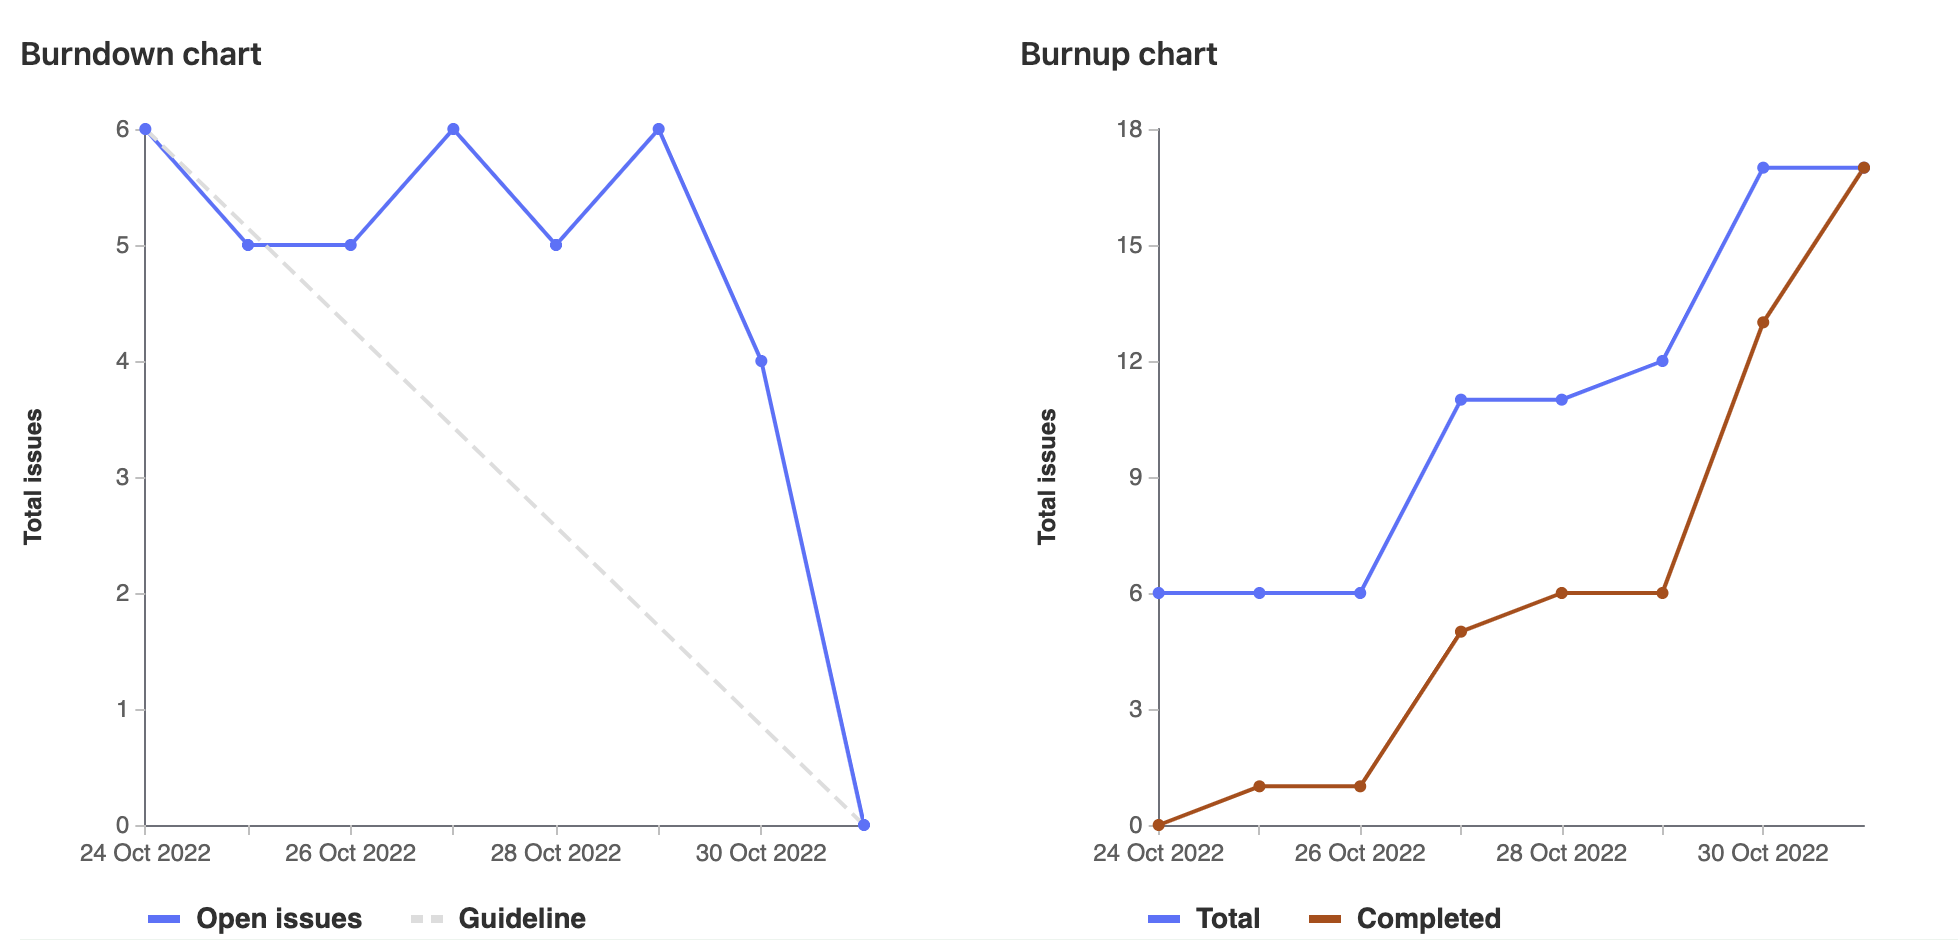 Burndown chart
6
5
4
3
2
1
0
Total issues
24 Oct 2022
26 Oct 2022
28 Oct 2022
30 Oct 2022
Open issues
Guideline
Burnup chart
18
15
12
9
6
3
0
Total issues
24 Oct 2022
26 Oct 2022
28 Oct 2022
30 Oct 2022
Total
Completed